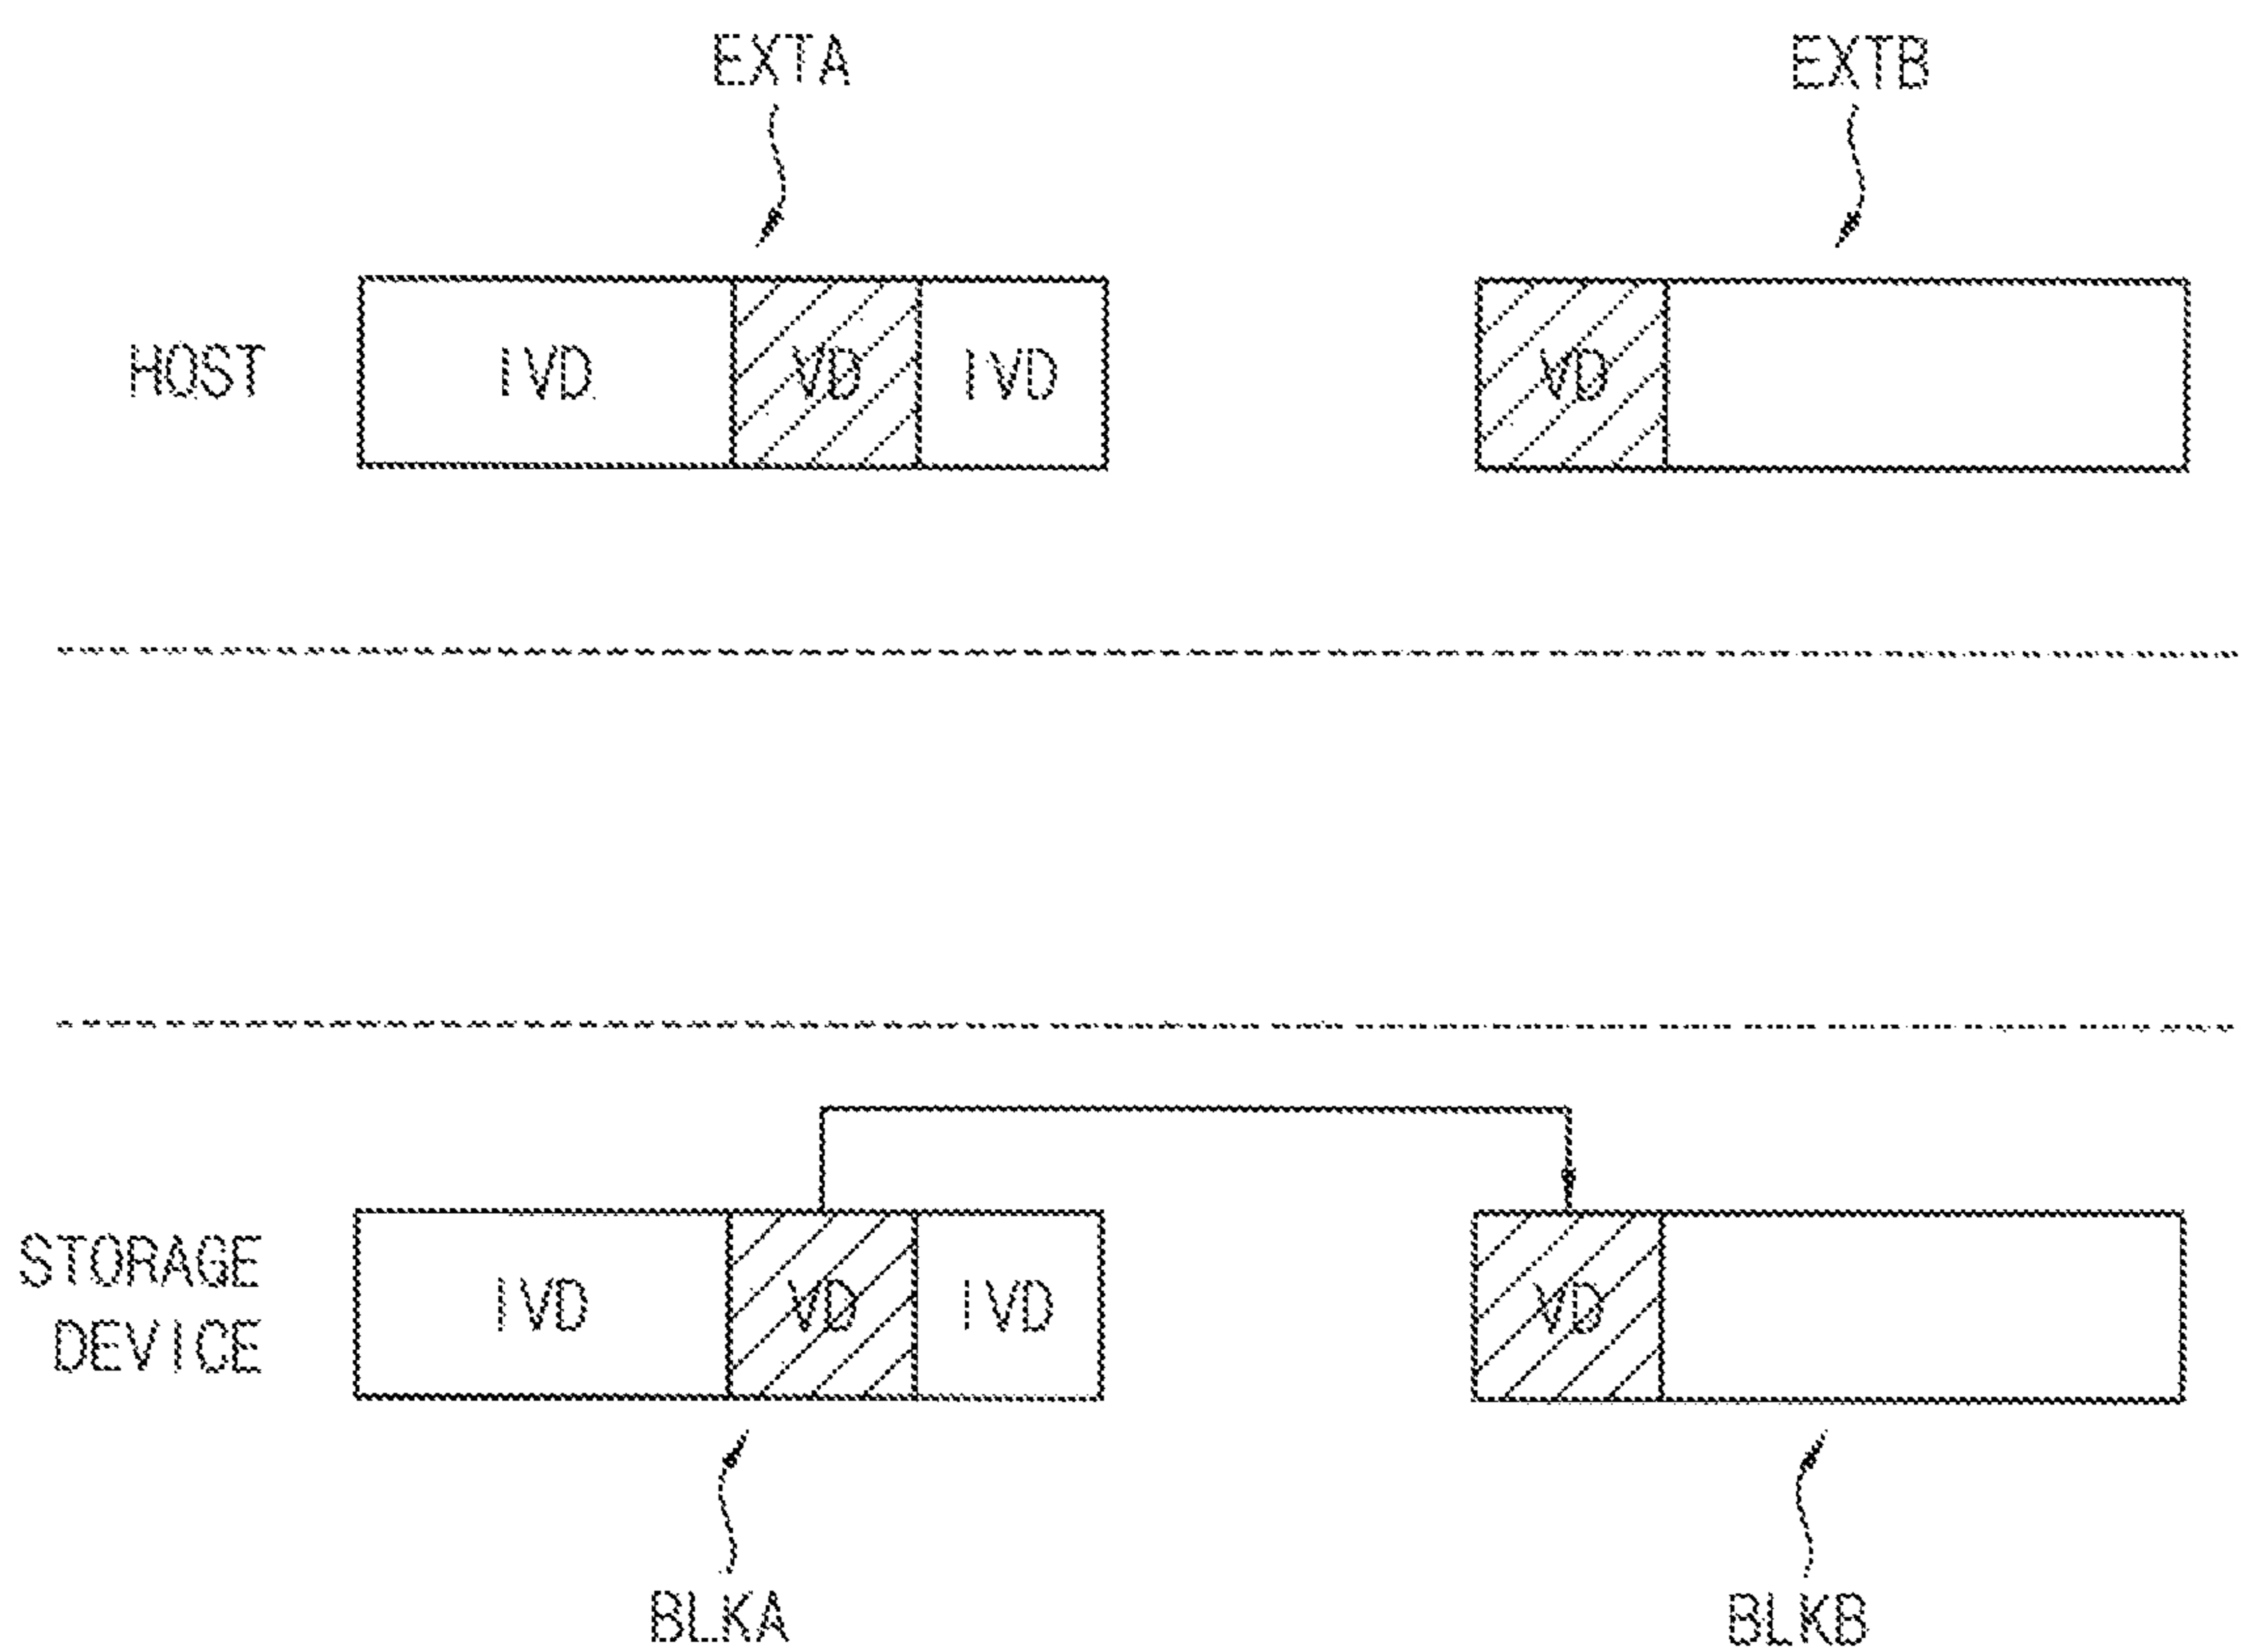 EXTA EXTB
HOST IVD VD IVD VD
STORAGE
DEVICE IVD VD IVD VD
BLKA BLKB